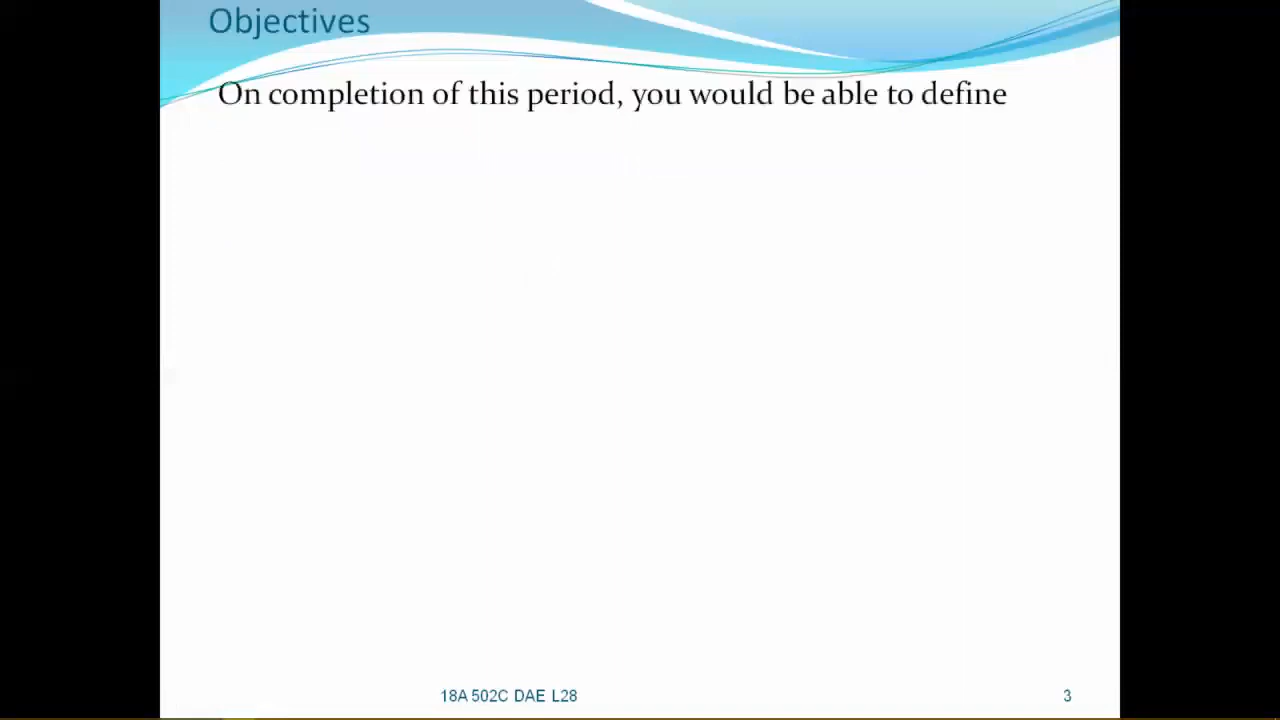 Objectives
On completion of this period, you would be able to define
18A 502C DAE L28
3